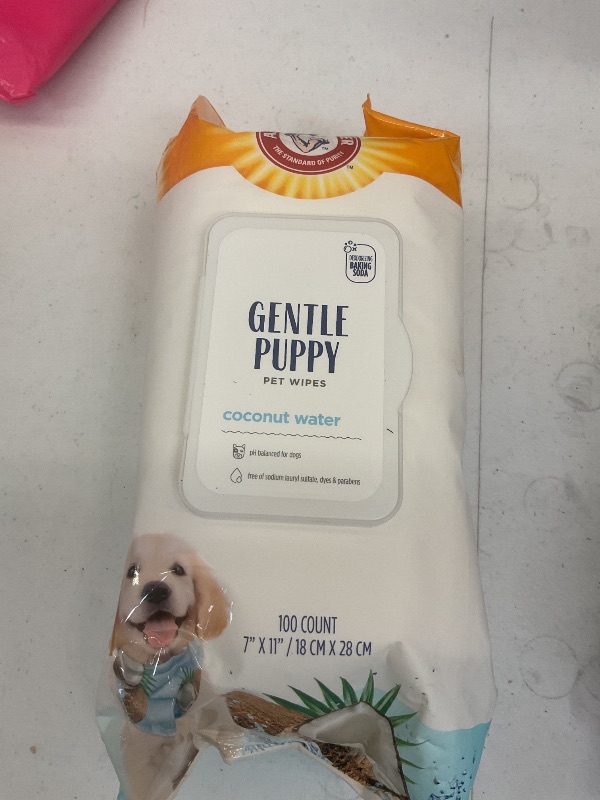 THE STANDARD OF PURITY
DEODORIZING
BAKING
SODA
GENTLE
PUPPY
PET WIPES
coconut water
pH balanced for dogs
free of sodium lauryl sulfate, dyes & parabens
100 COUNT
7” X 11” / 18 CM X 28 CM